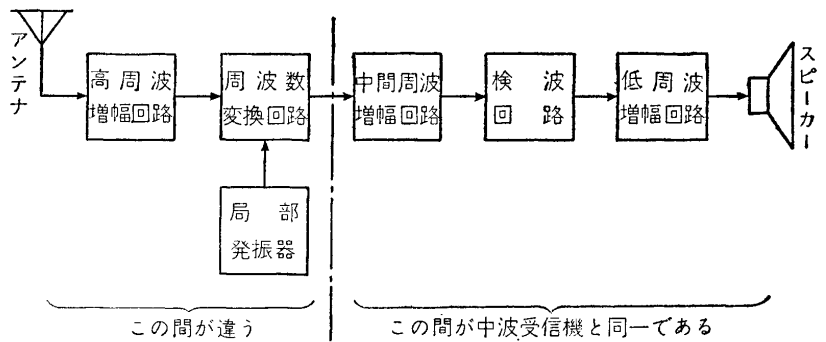 アンテナ
高周波
増幅回路
周波数
変換回路
中間周波
増幅回路
検波
回路
低周波
増幅回路
スピーカー
局部
発振器
この間が違う
この間が中波受信機と同一である